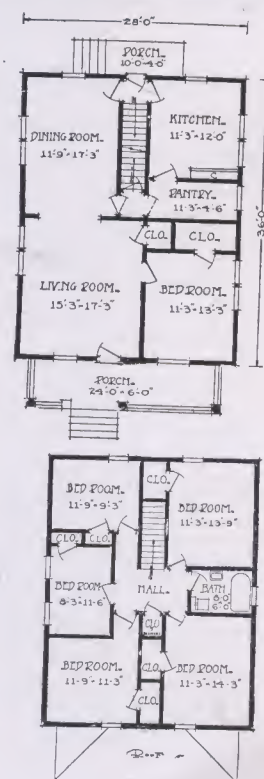 28'-0"
PORCH.
10-0-4-0"
KITCHEN.
11'-3"-12'-0"
DINING ROOM.
11'-9"-17'-3"
C
PANTRY.
11'-3"-4'-6"
CLO.
CLO.
36'-0"
LIVING ROOM.
15'-3"-17'-3"
BED ROOM.
11'-3"-13'-3"
PORCH.
24'-0"-6'-0"
BED ROOM.
11'-9"-9'-3"
CLO.
BED ROOM.
11'-3"-13'-9"
CLO.
CLO.
BED ROOM
8'-3"-11'-6"
HALL.
BATH
8'-0"
6'-0"
CLO
BED ROOM.
11'-9"-11'-3"
CLO.
CLO.
BED ROOM.
11'-3"-14'-3"
Roof